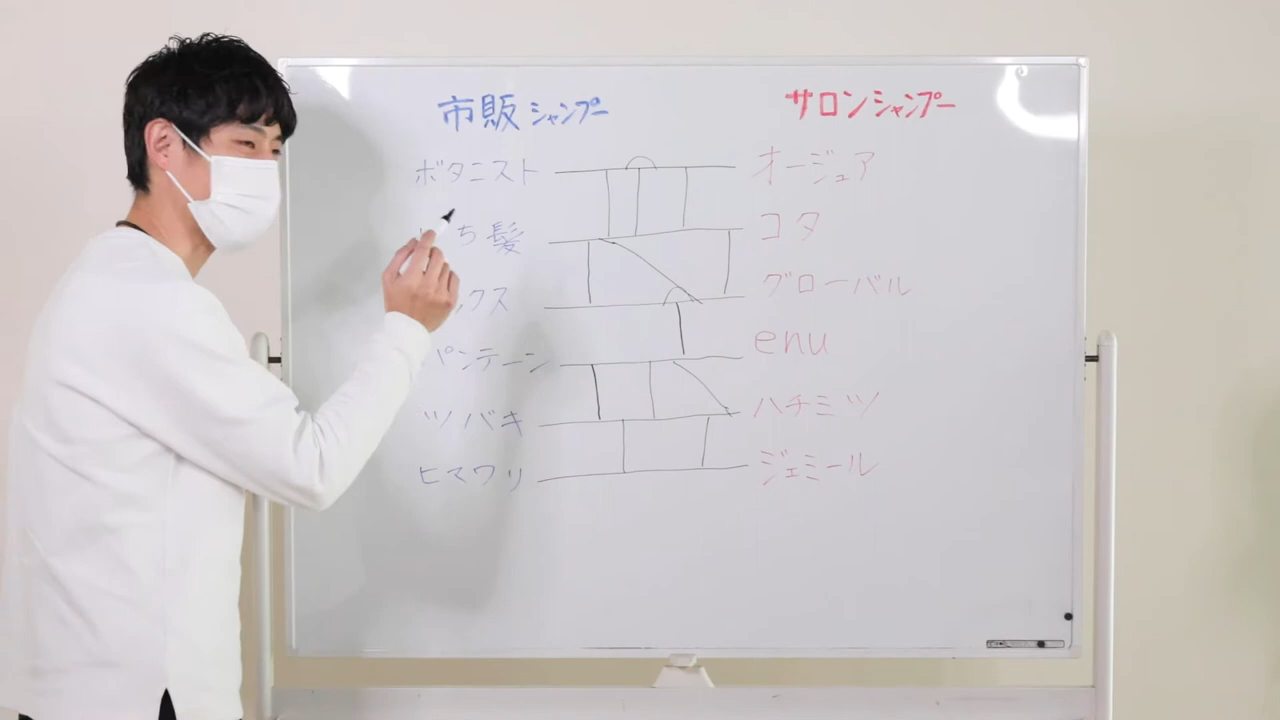 市販シャンプー
サロンシャンプー
ボタニスト
オージュア
ち髪
コタ
クス
グローバル
パンテーン
enu
ツバキ
ハチミツ
ヒマワリ
ジェミール